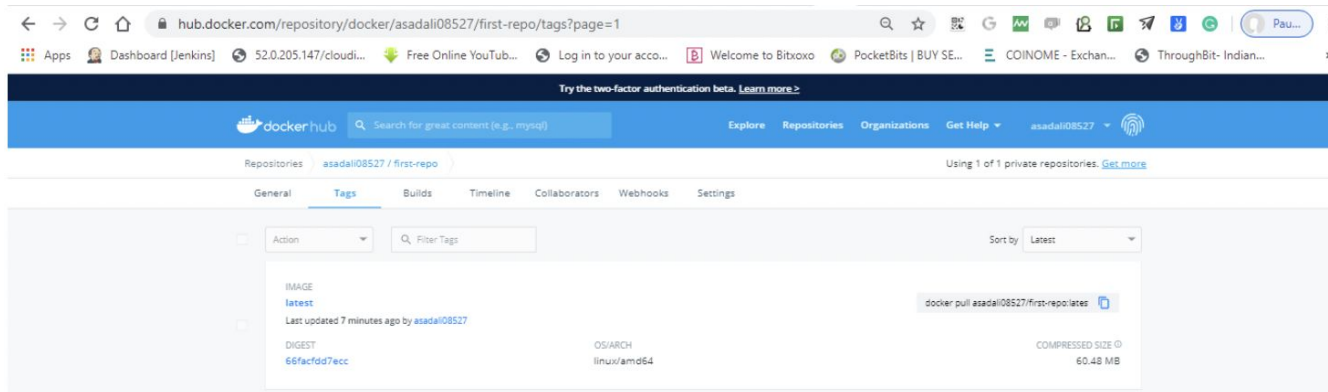 hub.docker.com/repository/docker/asadali08527/first-repo/tags?page=1 Pau...
Apps Dashboard [Jenkins] 52.0.205.147/cloudi... Free Online YouTub... Log in to your acco... Welcome to Bitxoxo PocketBits | BUY SE... COINOME - Exchan... ThroughBit- Indian...
Try the two-factor authentication beta. Learn more >
dockerhub Search for great content (e.g., mysql) Explore Repositories Organizations Get Help asadali08527
Repositories asadali08527 / first-repo Using 1 of 1 private repositories. Get more
General Tags Builds Timeline Collaborators Webhooks Settings
Action Filter Tags Sort by Latest
IMAGE
latest docker pull asadali08527/first-repo:lates
Last updated 7 minutes ago by asadali08527
DIGEST OS/ARCH COMPRESSED SIZE
66facfdd7ecc linux/amd64 60.48 MB